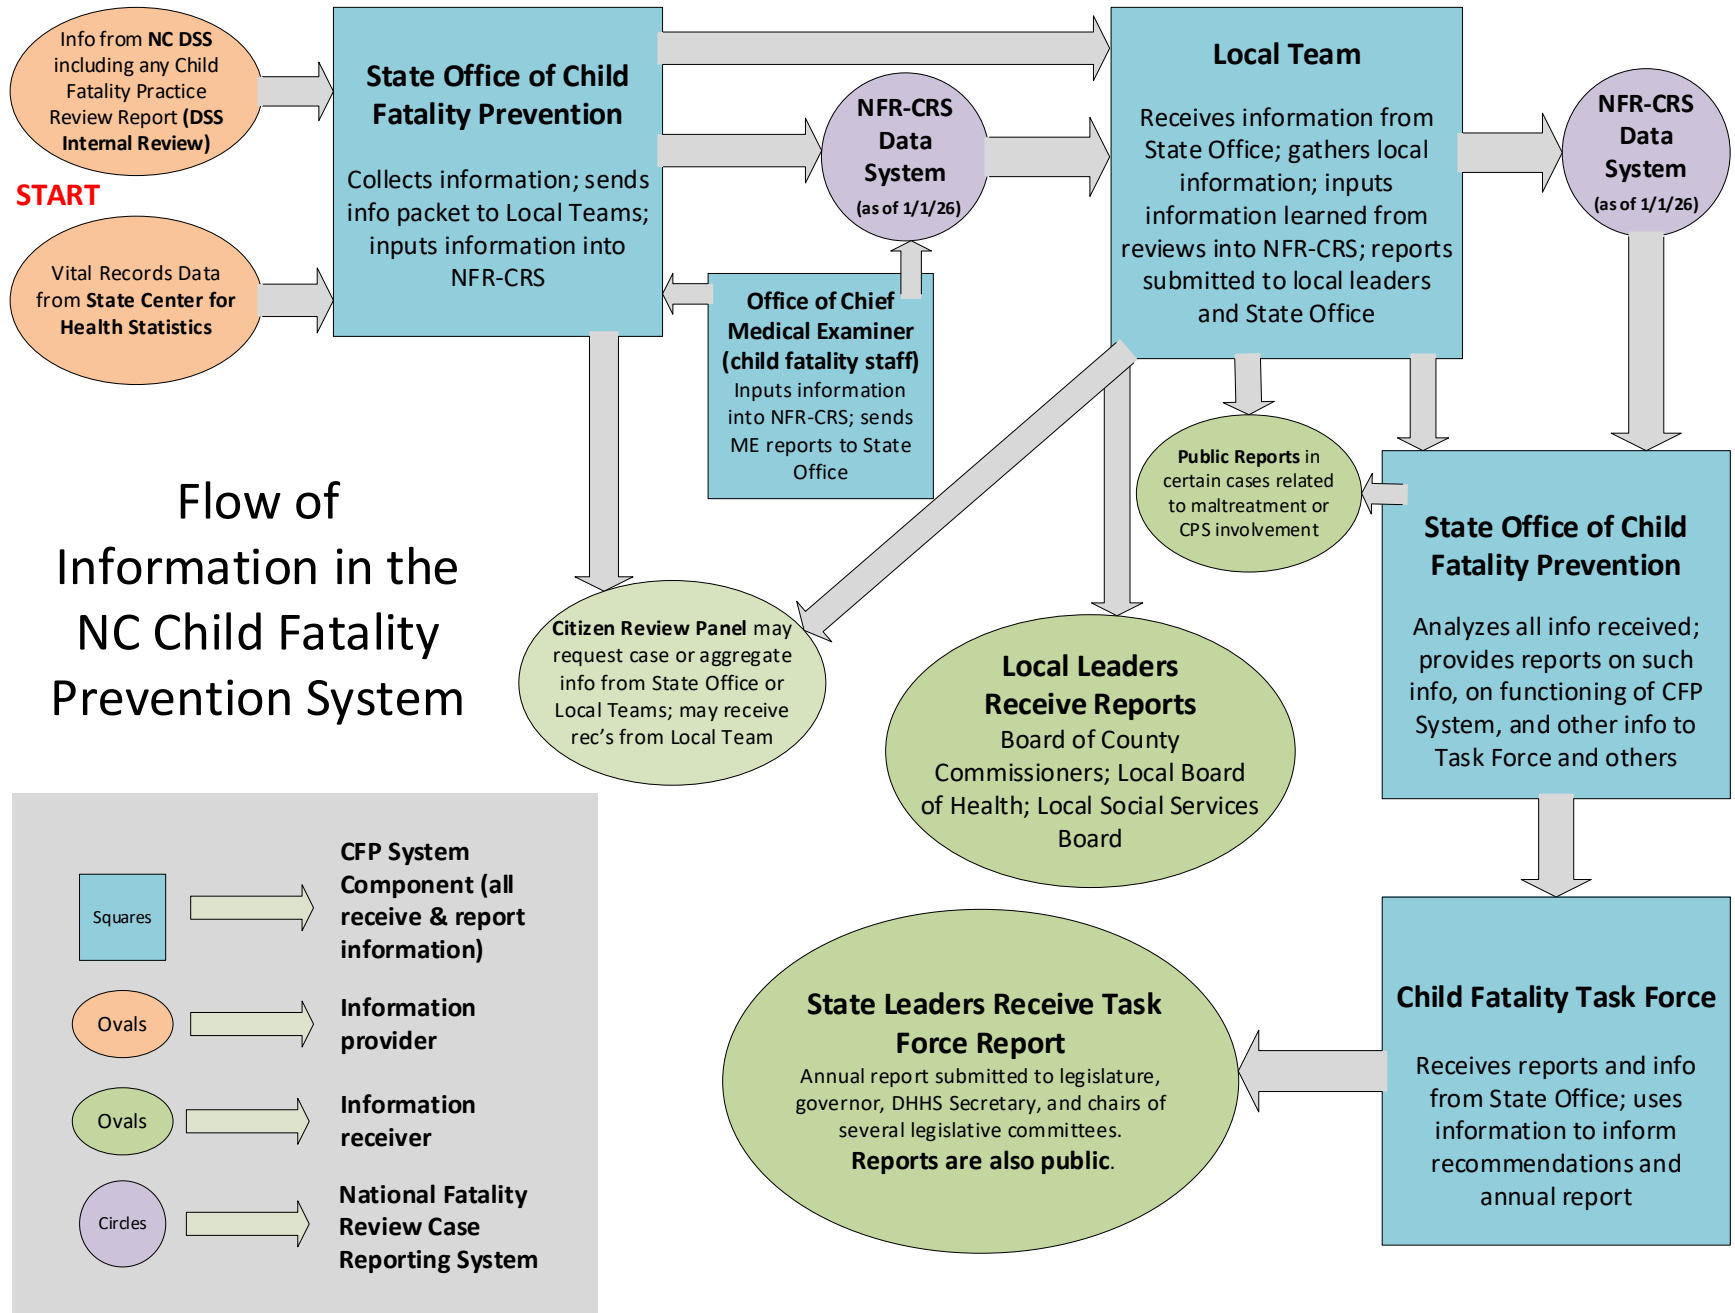 Info from NC DSS
including any Child
Fatality Practice
Review Report (DSS
Internal Review)
START
Vital Records Data
from State Center for
Health Statistics
State Office of Child
Fatality Prevention
Collects information; sends
info packet to Local Teams;
inputs information into
NFR-CRS
NFR-CRS
Data
System
(as of 1/1/26)
Office of Chief
Medical Examiner
(child fatality staff)
Inputs information
into NFR-CRS; sends
ME reports to State
Office
Local Team
Receives information from
State Office; gathers local
information; inputs
information learned from
reviews into NFR-CRS; reports
submitted to local leaders
and State Office
NFR-CRS
Data
System
(as of 1/1/26)
Public Reports in
certain cases related
to maltreatment or
CPS involvement
State Office of Child
Fatality Prevention
Analyzes all info received;
provides reports on such
info, on functioning of CFP
System, and other info to
Task Force and others
Flow of
Information in the
NC Child Fatality
Prevention System
Citizen Review Panel may
request case or aggregate
info from State Office or
Local Teams; may receive
rec's from Local Team
Local Leaders
Receive Reports
Board of County
Commissioners; Local Board
of Health; Local Social Services
Board
Child Fatality Task Force
Receives reports and info
from State Office; uses
information to inform
recommendations and
annual report
State Leaders Receive Task
Force Report
Annual report submitted to legislature,
governor, DHHS Secretary, and chairs of
several legislative committees.
Reports are also public.
Squares
CFP System
Component (all
receive & report
information)
Ovals
Information
provider
Ovals
Information
receiver
Circles
National Fatality
Review Case
Reporting System